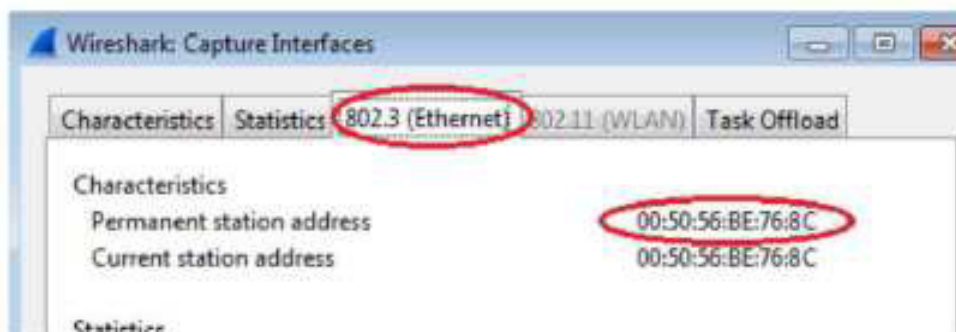 Wireshark: Capture Interfaces
Characteristics Statistics 802.3 (Ethernet) 802.11 (WLAN) Task Offload
Characteristics
Permanent station address 00:50:56:BE:76:8C
Current station address 00:50:56:BE:76:8C
Statistics